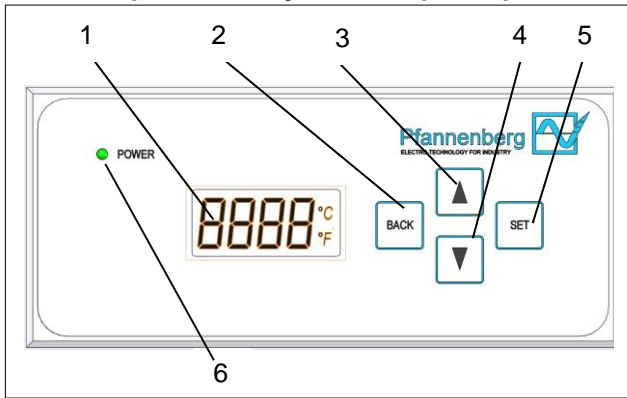 1 2 3 4 5
Pfannenberg
ELECTRO-TECHNOLOGY FOR INDUSTRY
POWER
8888 °C
°F
BACK
SET
6